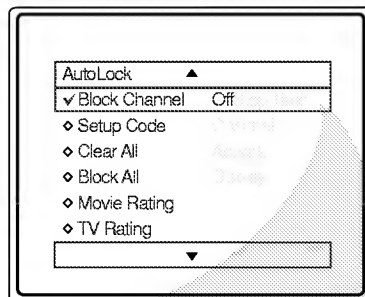 AutoLock ▲
✓ Block Channel Off
◇ Setup Code
◇ Clear All
◇ Block All
◇ Movie Rating
◇ TV Rating
▼